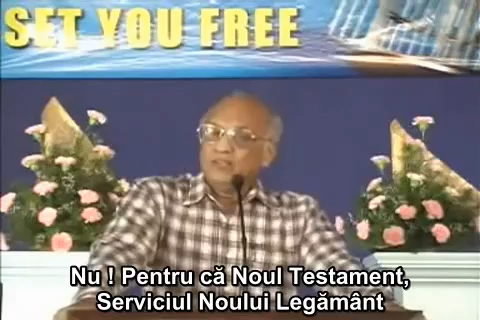 SET YOU FREE
Nu ! Pentru că Noul Testament,
Serviciul Noului Legământ